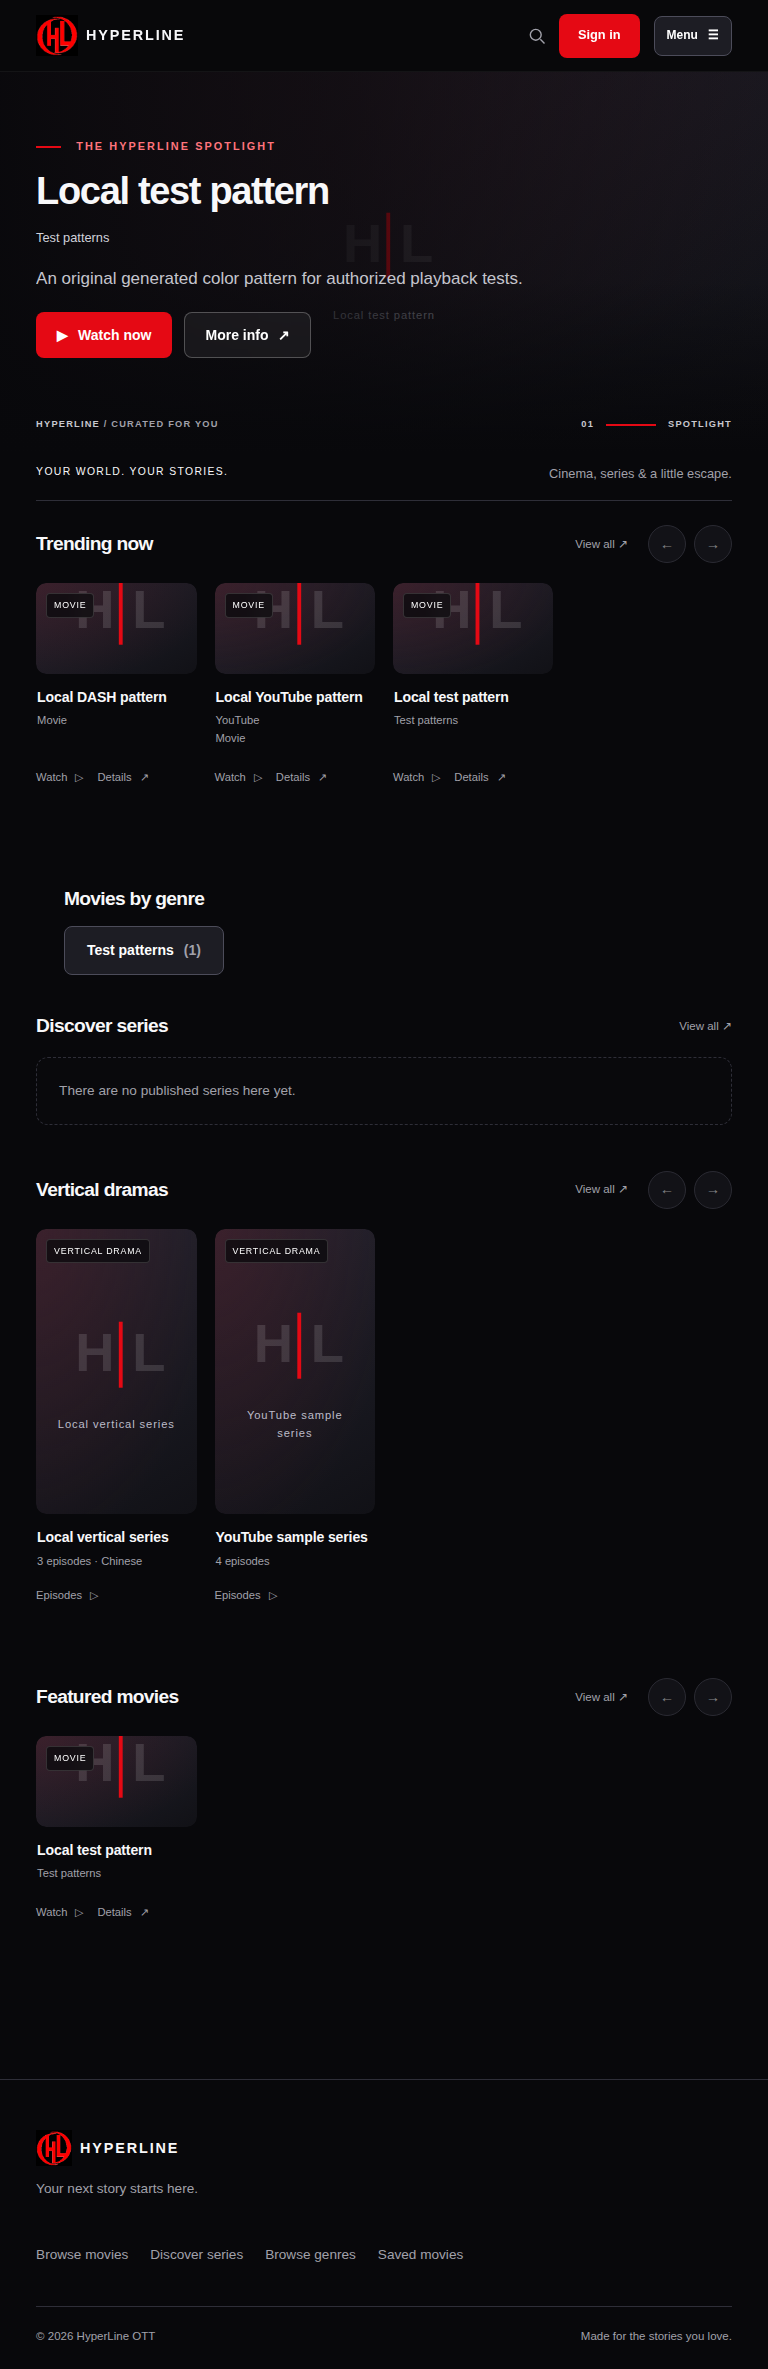 HL HYPERLINE
Sign in
Menu ☰
THE HYPERLINE SPOTLIGHT
Local test pattern
Test patterns
H|L
An original generated color pattern for authorized playback tests.
Local test pattern
▶ Watch now
More info ↗
HYPERLINE / CURATED FOR YOU
01 SPOTLIGHT
YOUR WORLD. YOUR STORIES.
Cinema, series & a little escape.
Trending now
View all ↗ ← →
MOVIE H|L
Local DASH pattern
Movie
Watch ▷ Details ↗
MOVIE H|L
Local YouTube pattern
YouTube
Movie
Watch ▷ Details ↗
MOVIE H|L
Local test pattern
Test patterns
Watch ▷ Details ↗
Movies by genre
Test patterns (1)
Discover series
View all ↗
There are no published series here yet.
Vertical dramas
View all ↗ ← →
VERTICAL DRAMA
H|L
Local vertical series
Local vertical series
3 episodes · Chinese
Episodes ▷
VERTICAL DRAMA
H|L
YouTube sample
series
YouTube sample series
4 episodes
Episodes ▷
Featured movies
View all ↗ ← →
MOVIE H|L
Local test pattern
Test patterns
Watch ▷ Details ↗
HL HYPERLINE
Your next story starts here.
Browse movies Discover series Browse genres Saved movies
© 2026 HyperLine OTT
Made for the stories you love.